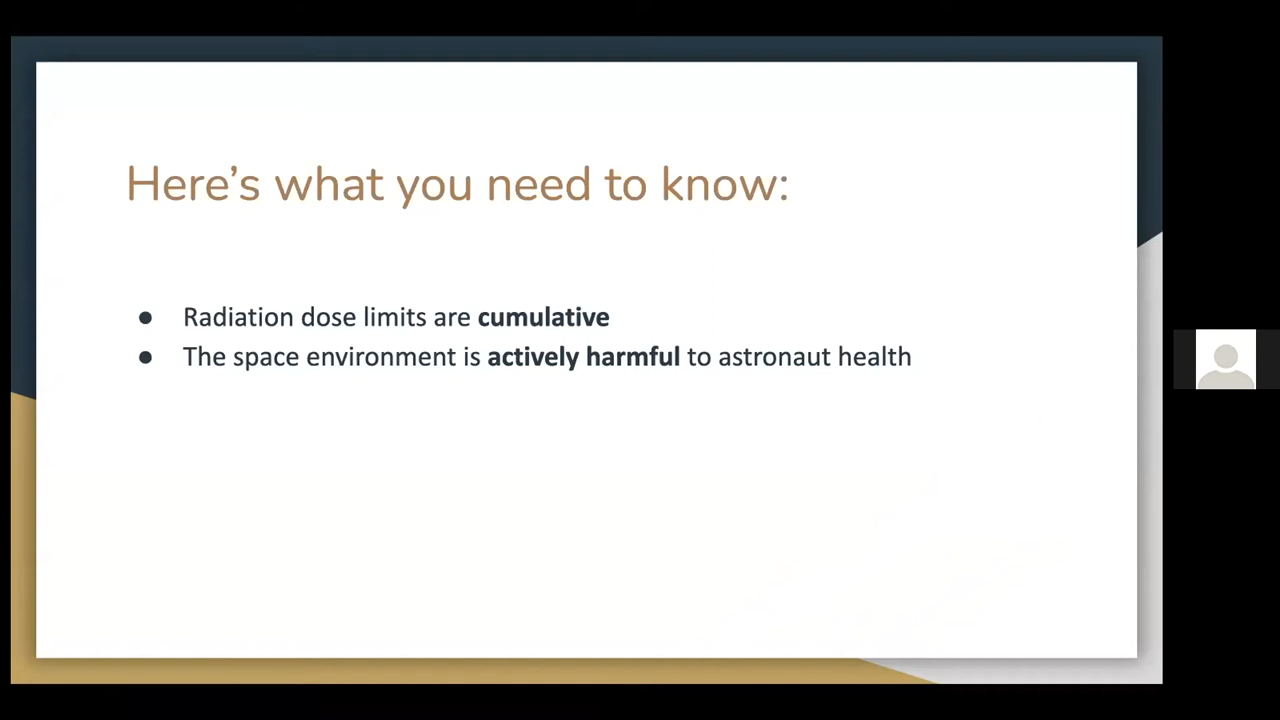 Here’s what you need to know:
● Radiation dose limits are cumulative
● The space environment is actively harmful to astronaut health